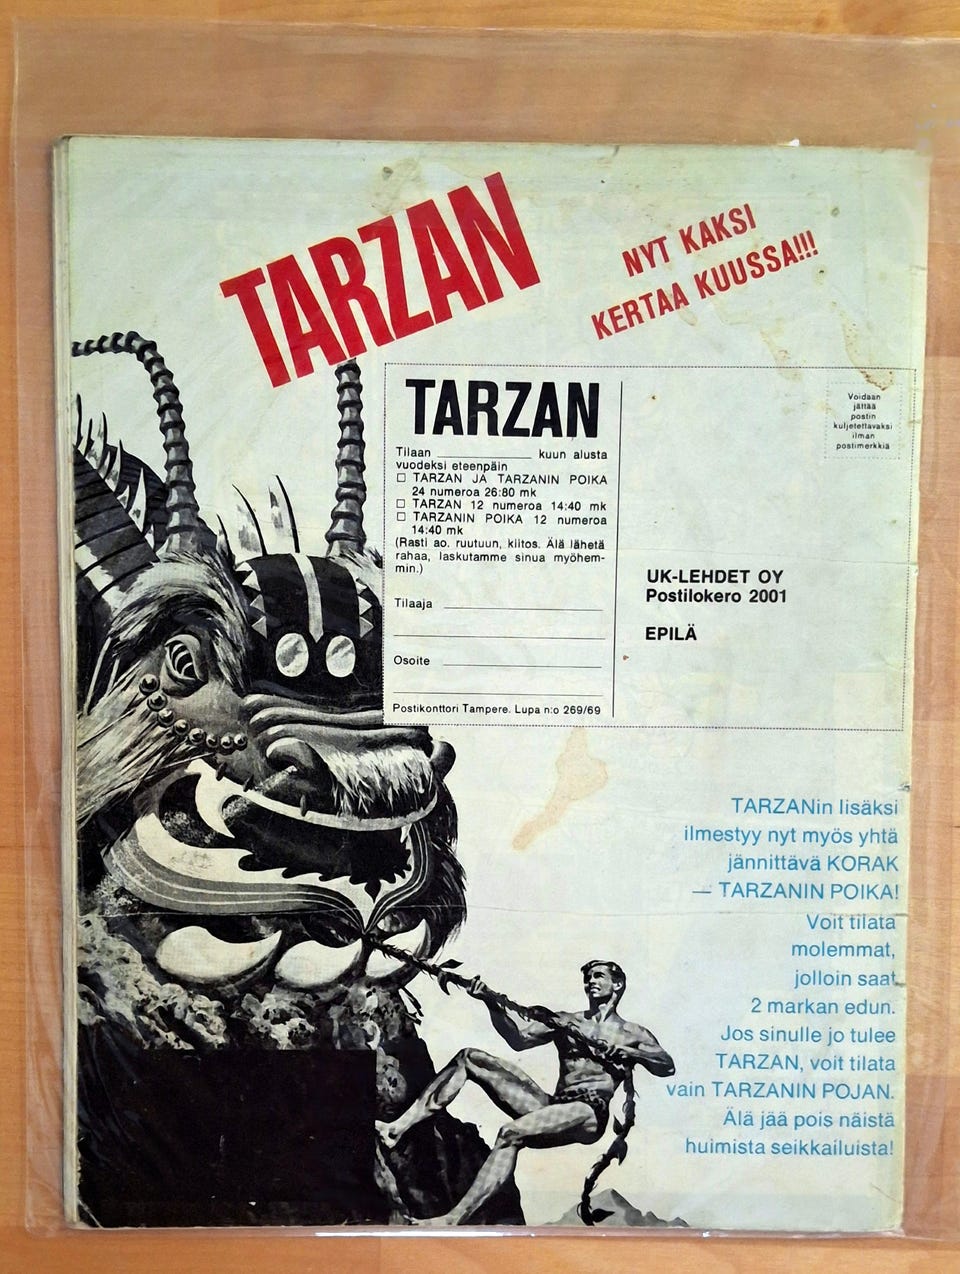 TARZAN
NYT KAKSI
KERTAA KUUSSA!!!
TARZAN
Tilaan ____________ kuun alusta
vuodeksi eteenpäin
☐ TARZAN JA TARZANIN POIKA
24 numeroa 26:80 mk
☐ TARZAN 12 numeroa 14:40 mk
☐ TARZANIN POIKA 12 numeroa
14:40 mk
(Rasti ao. ruutuun, kiitos. Älä lähetä
rahaa, laskutamme sinua myöhem-
min.)
Tilaaja
Osoite
Postikonttori Tampere. Lupa n:o 269/69
Voidaan
jättää
postin
kuljetettavaksi
ilman
postimerkkiä
UK-LEHDET OY
Postilokero 2001
EPILÄ
TARZANin lisäksi
ilmestyy nyt myös yhtä
jännittävä KORAK
— TARZANIN POIKA!
Voit tilata
molemmat,
jolloin saat
2 markan edun.
Jos sinulle jo tulee
TARZAN, voit tilata
vain TARZANIN POJAN.
Älä jää pois näistä
huimista seikkailuista!